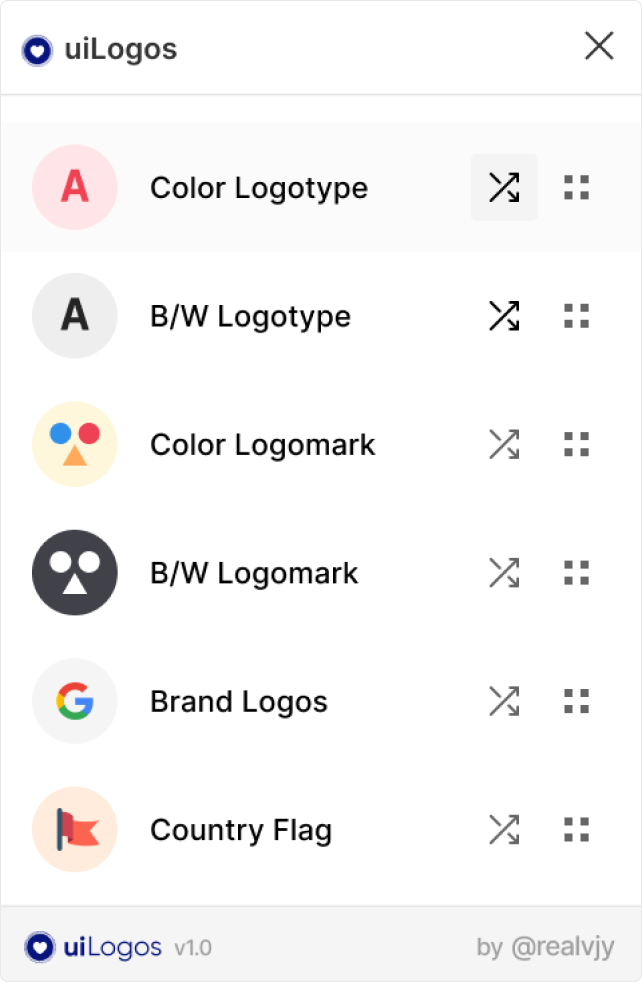 uiLogos
A Color Logotype
A B/W Logotype
Color Logomark
B/W Logomark
G Brand Logos
Country Flag
uiLogos v1.0 by @realvjy